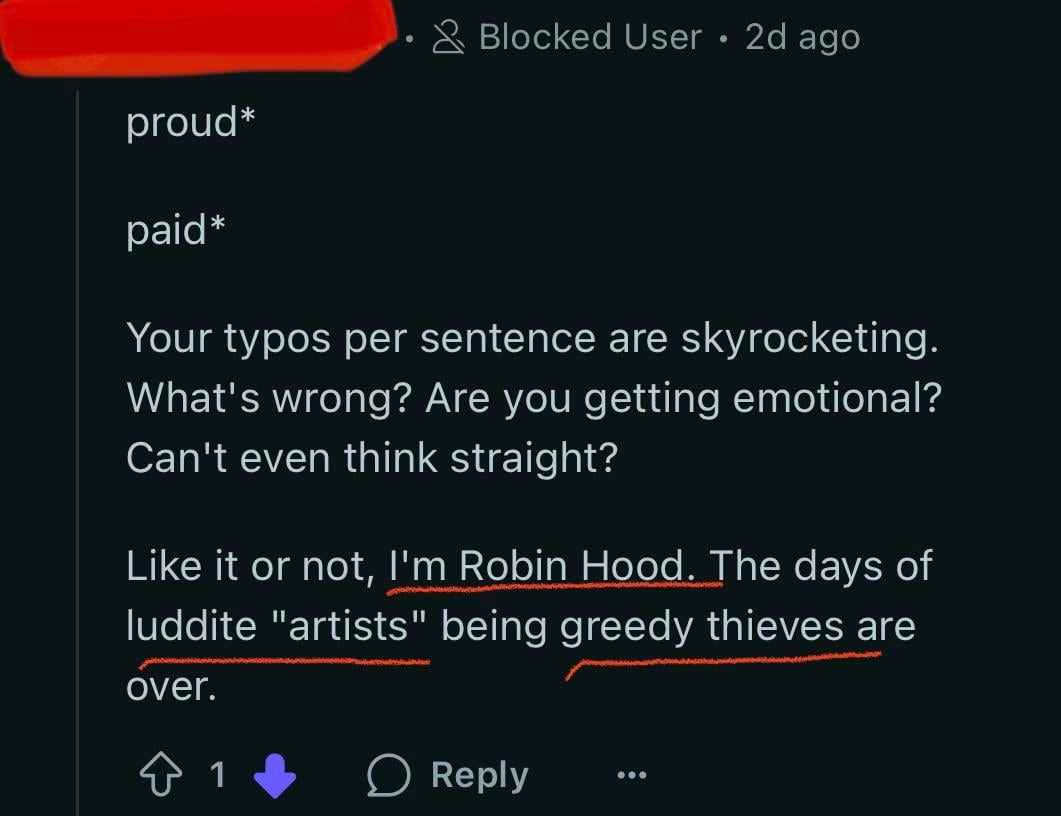 • Blocked User • 2d ago
proud*
paid*
Your typos per sentence are skyrocketing.
What's wrong? Are you getting emotional?
Can't even think straight?
Like it or not, I'm Robin Hood. The days of
luddite "artists" being greedy thieves are
over.
1 Reply ...